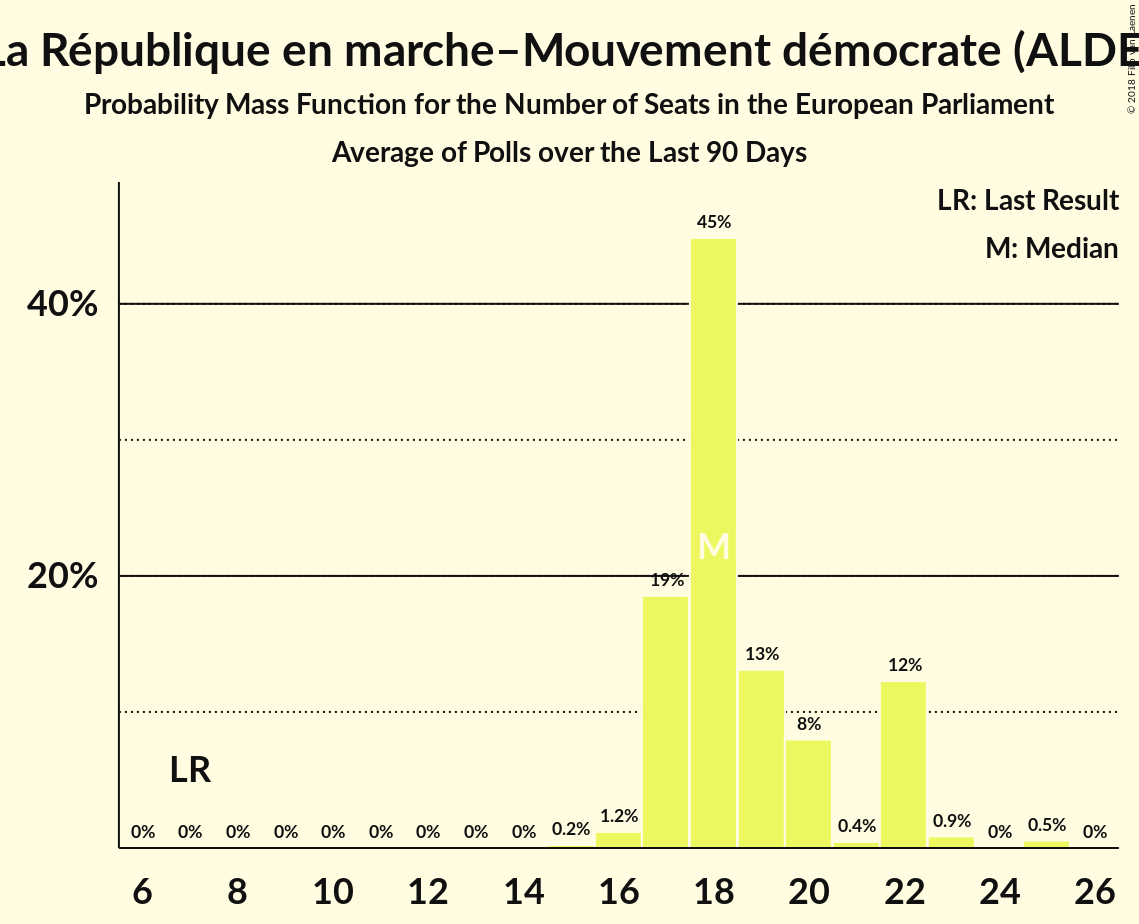 La République en marche–Mouvement démocrate (ALDE
Probability Mass Function for the Number of Seats in the European Parliament
Average of Polls over the Last 90 Days
© 2018
LR: Last Result
M: Median
45%
40%
M
20%
19%
13%
12%
8%
LR
0% 0% 0% 0% 0% 0% 0% 0% 0% 0.2% 1.2% 0.4% 0.9% 0% 0.5% 0%
6 8 10 12 14 16 18 20 22 24 26